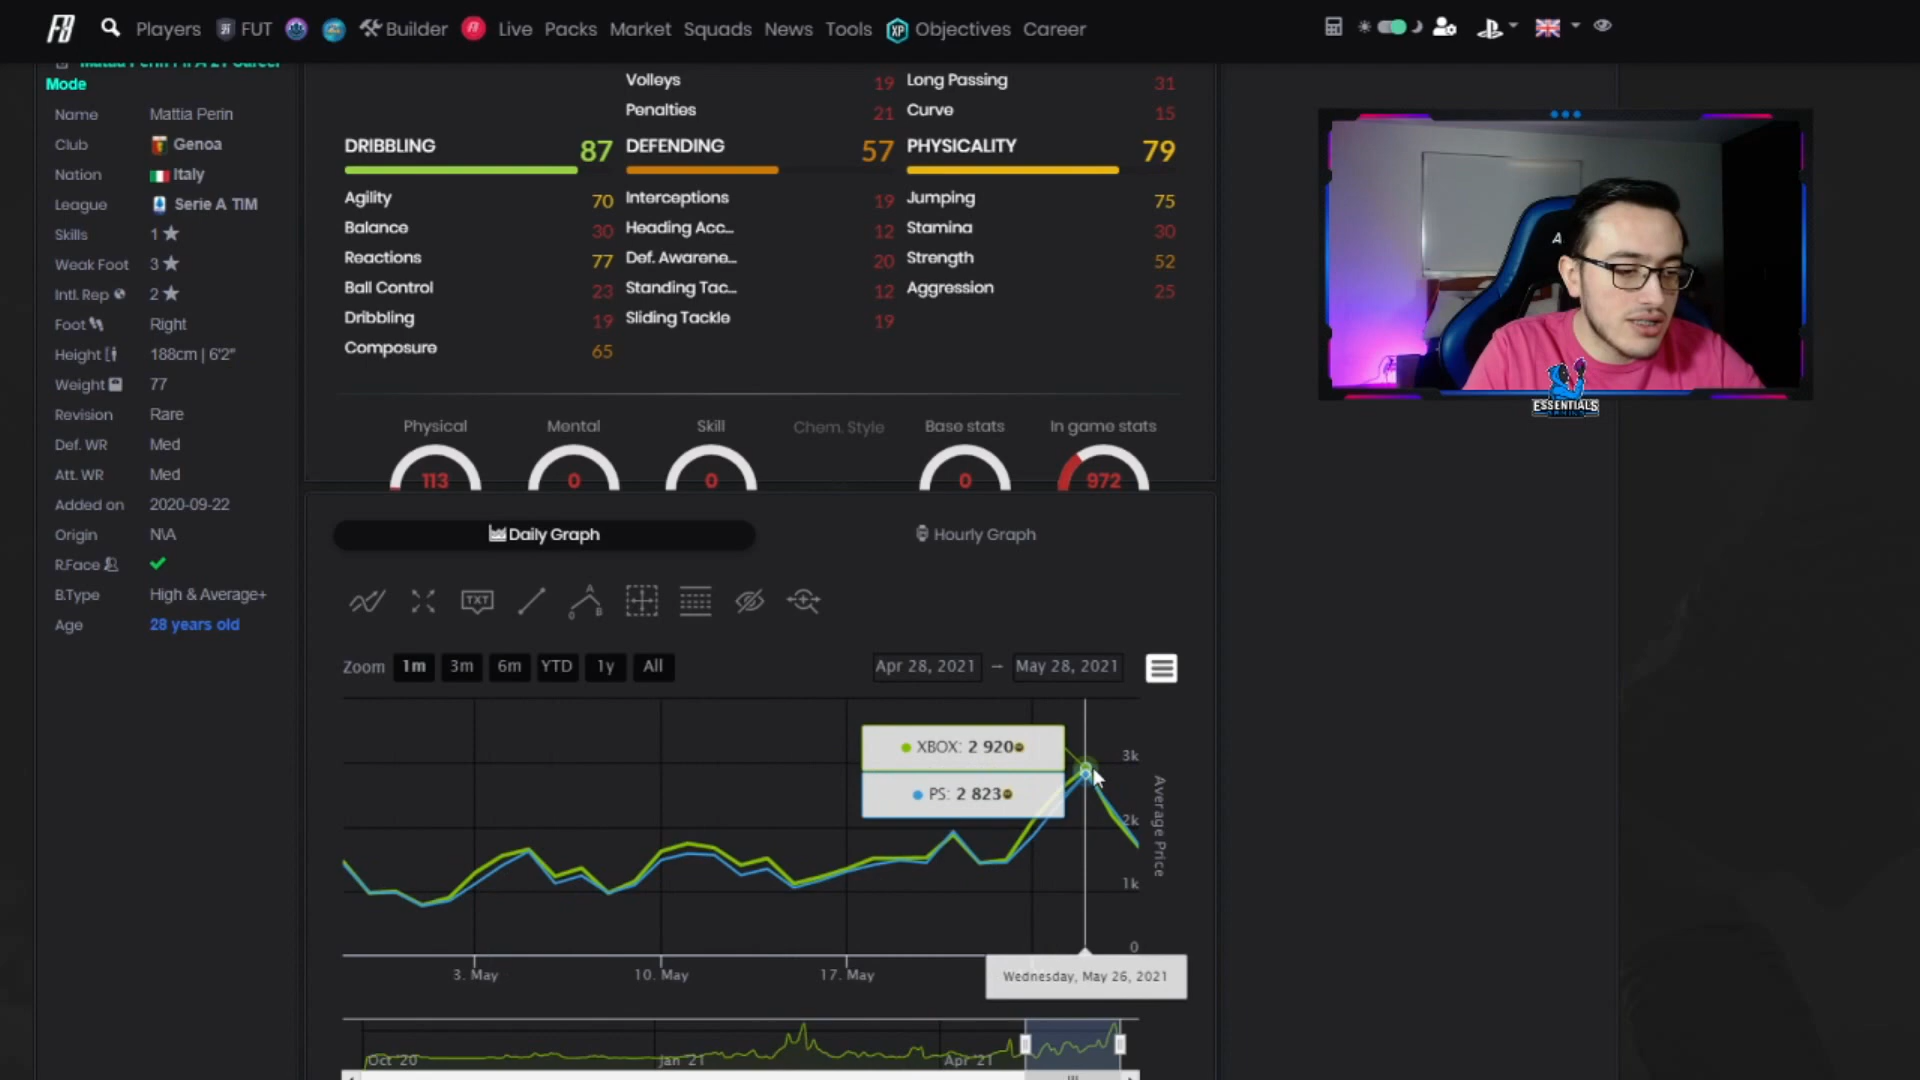 FB Players FUT Builder Live Packs Market Squads News Tools XP Objectives Career
Mattia Perin FIFA 21 Career
Mode
Name Mattia Perin
Club Genoa
Nation Italy
League Serie A TIM
Skills 1 ★
Weak Foot 3 ★
Intl. Rep 2 ★
Foot Right
Height 188cm | 6'2"
Weight 77
Revision Rare
Def. WR Med
Att. WR Med
Added on 2020-09-22
Origin N\A
R.Face
B.Type High & Average+
Age 28 years old
Volleys 19 Long Passing 31
Penalties 21 Curve 15
DRIBBLING 87 DEFENDING 57 PHYSICALITY 79
Agility 70 Interceptions 19 Jumping 75
Balance 30 Heading Acc... 12 Stamina 30
Reactions 77 Def. Awarene... 20 Strength 52
Ball Control 23 Standing Tac... 12 Aggression 25
Dribbling 19 Sliding Tackle 19
Composure 65
Physical Mental Skill Chem. Style Base stats In game stats
113 0 0 0 972
Daily Graph Hourly Graph
TXT A 0 B
Zoom 1m 3m 6m YTD 1y All Apr 28, 2021 → May 28, 2021
XBOX: 2 920
PS: 2 823
3k
2k
1k
0
Average Price
3. May 10. May 17. May
Wednesday, May 26, 2021
Oct '20 Jan '21 Apr '21
A
ESSENTIALS